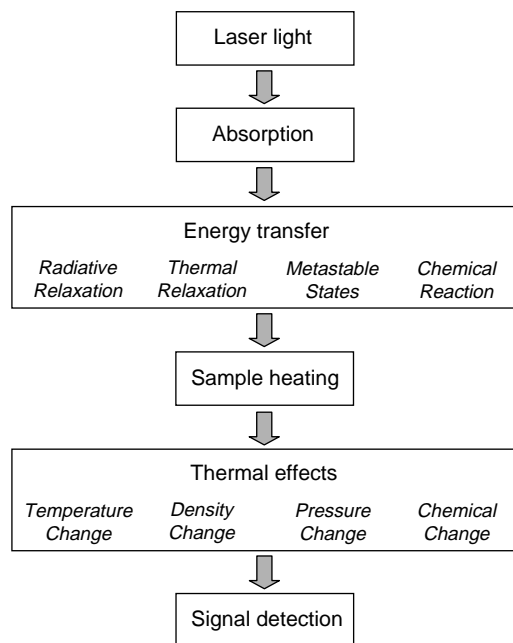 Laser light
Absorption
Energy transfer
Radiative Thermal Metastable Chemical
Relaxation Relaxation States Reaction
Sample heating
Thermal effects
Temperature Density Pressure Chemical
Change Change Change Change
Signal detection